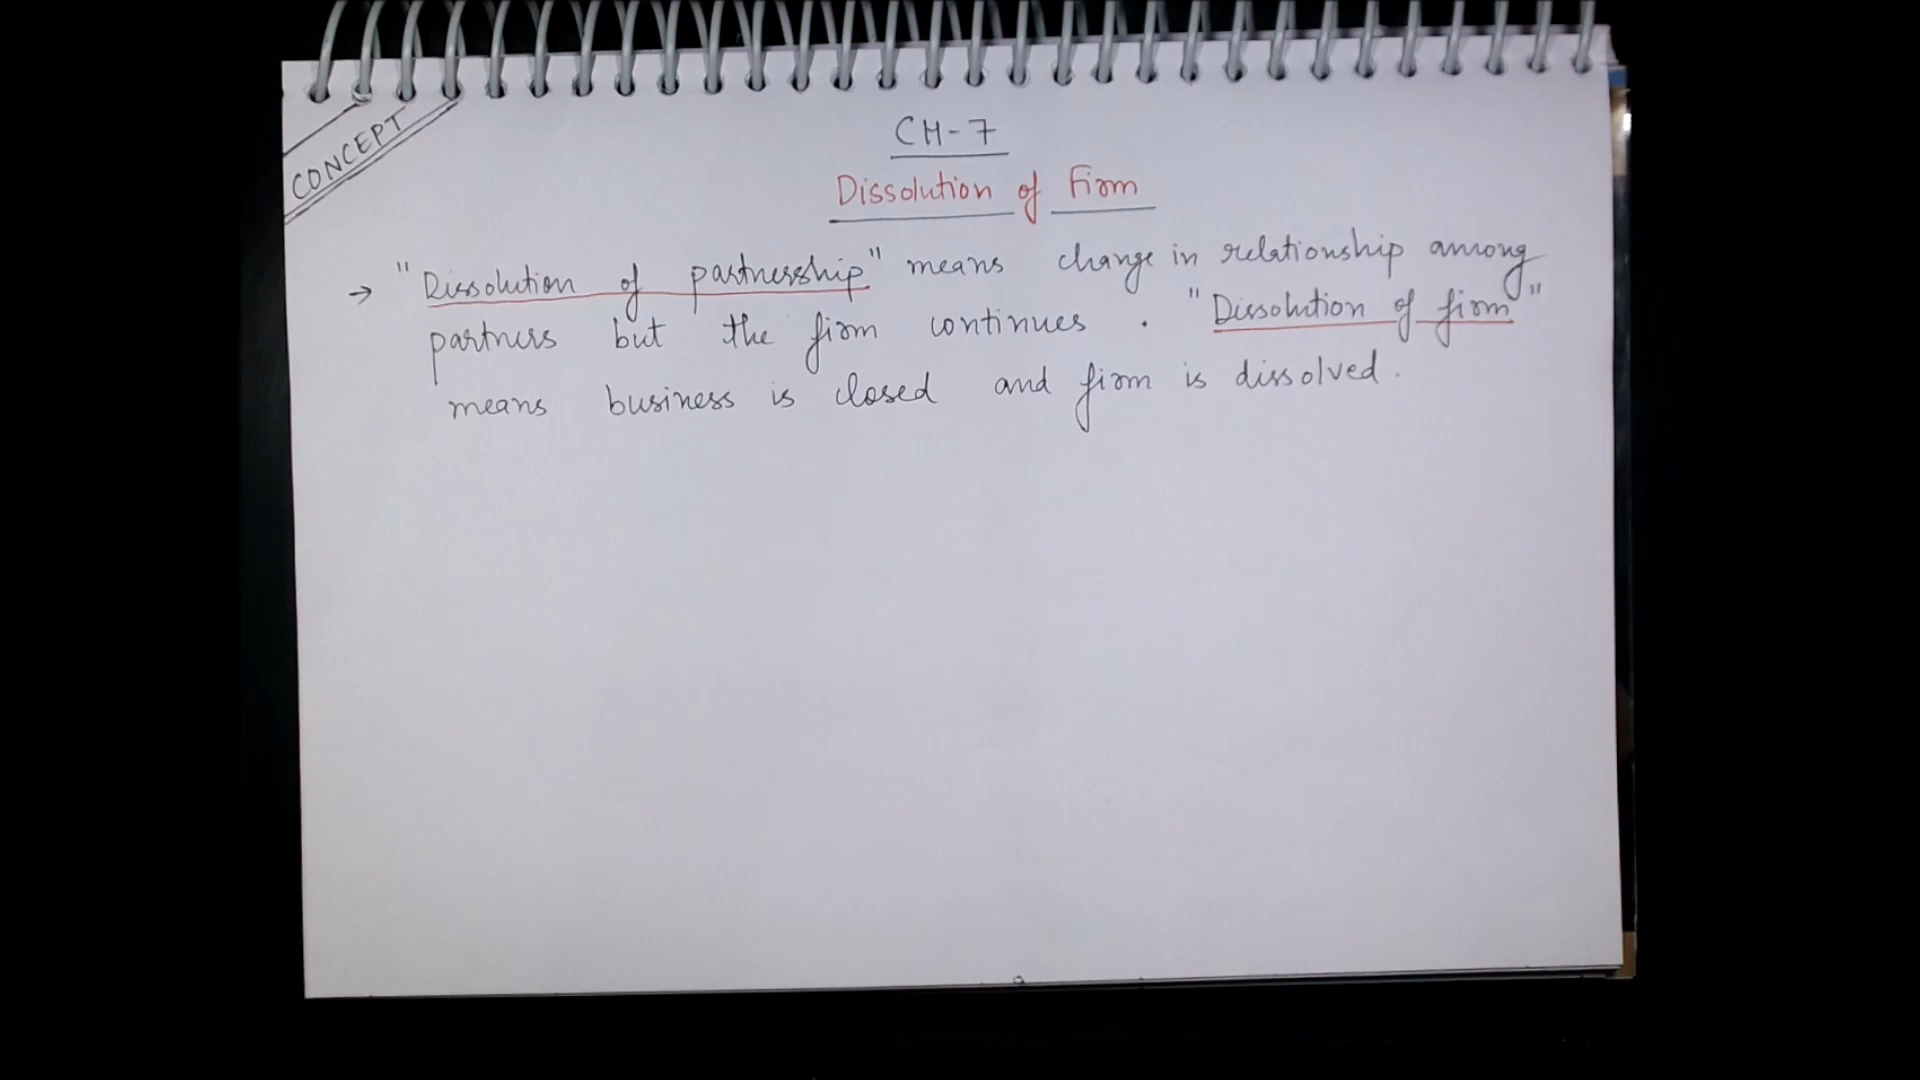 CONCEPT
CH-7
Dissolution of Firm
→ "Dissolution of partnership" means change in relationship among
partners but the firm continues . "Dissolution of firm"
means business is closed and firm is dissolved.